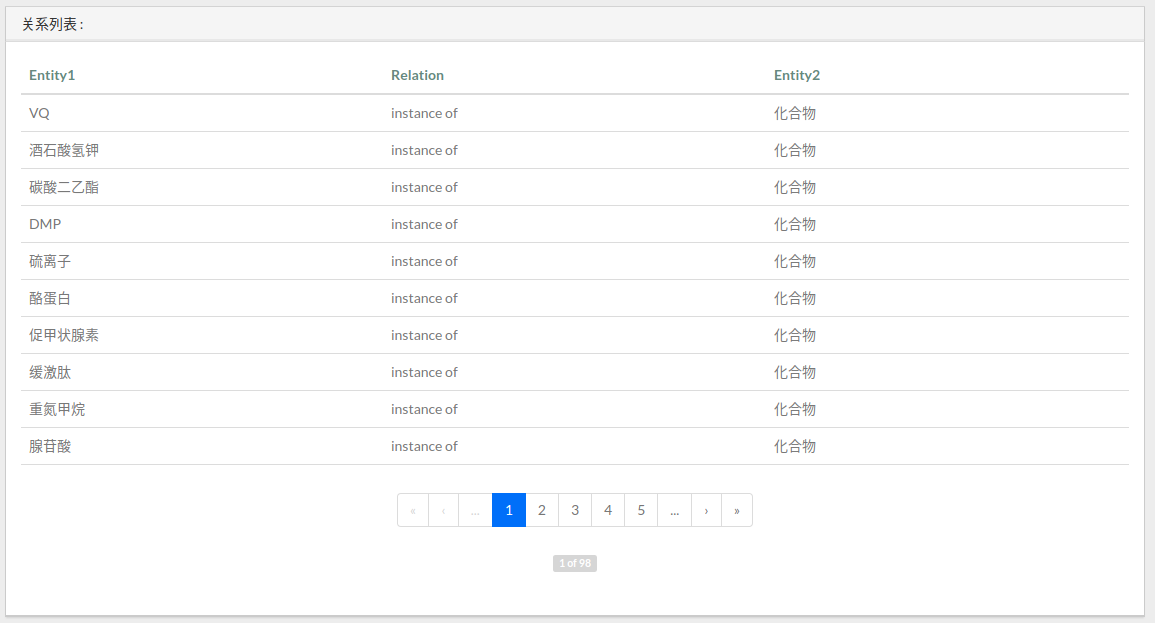 关系列表 :
Entity1 Relation Entity2
VQ instance of 化合物
酒石酸氢钾 instance of 化合物
碳酸二乙酯 instance of 化合物
DMP instance of 化合物
硫离子 instance of 化合物
酪蛋白 instance of 化合物
促甲状腺素 instance of 化合物
缓激肽 instance of 化合物
重氮甲烷 instance of 化合物
腺苷酸 instance of 化合物
« ‹ ... 1 2 3 4 5 ... › »
1 of 98